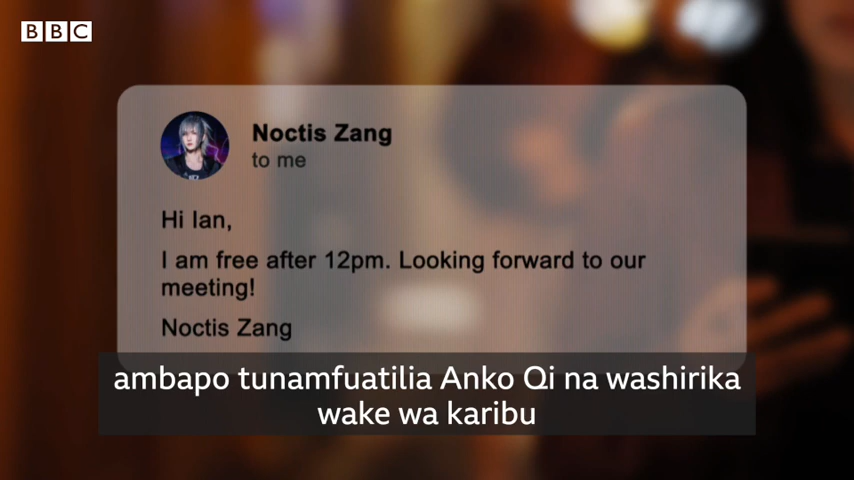 BBC
Noctis Zang
to me
Hi Ian,
I am free after 12pm. Looking forward to our
meeting!
Noctis Zang
ambapo tunamfuatilia Anko Qi na washirika
wake wa karibu